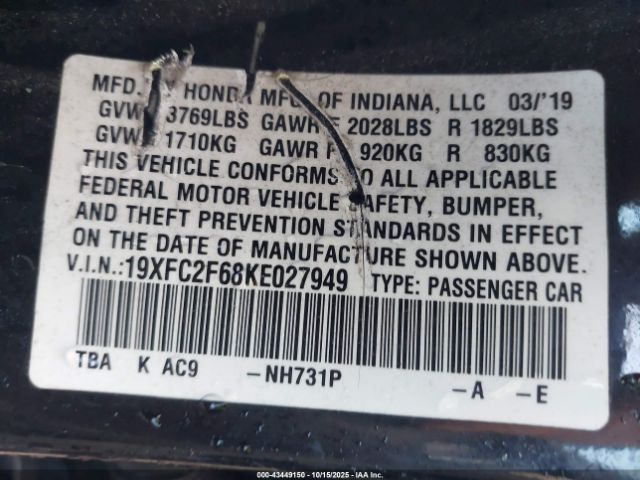 MFD. BY HONDA MFG. OF INDIANA, LLC 03/'19
GVWR 3769LBS GAWR F 2028LBS R 1829LBS
GVWR 1710KG GAWR F 920KG R 830KG
THIS VEHICLE CONFORMS TO ALL APPLICABLE
FEDERAL MOTOR VEHICLE SAFETY, BUMPER,
AND THEFT PREVENTION STANDARDS IN EFFECT
ON THE DATE OF MANUFACTURE SHOWN ABOVE.
V.I.N.:19XFC2F68KE027949 TYPE: PASSENGER CAR
TBA K AC9 -NH731P -A -E
000-43449150 10/15/2025 IAAI.COM